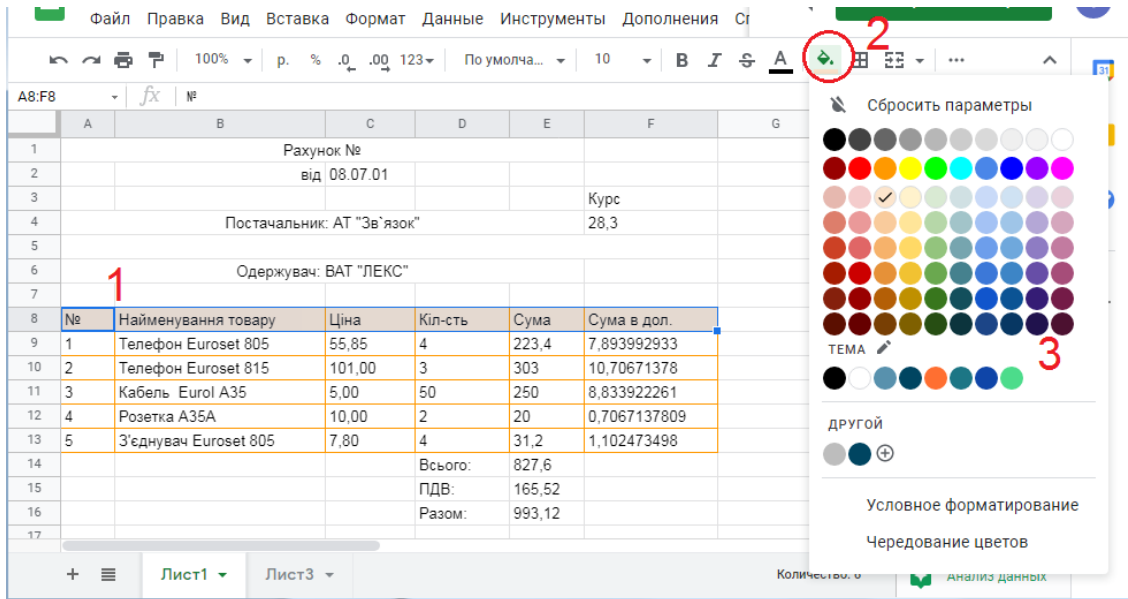 Файл Правка Вид Вставка Формат Данные Инструменты Дополнения
2
100% р. % .0 .00 123 По умолча... 10 B I S A ...
31
A8:F8 fx №
Сбросить параметры
A B C D E F G
1 Рахунок №
2 від 08.07.01
3 Курс
4 Постачальник: АТ "Зв`язок" 28,3
5
6 Одержувач: ВАТ "ЛЕКС"
1
7
8 № Найменування товару Ціна Кіл-сть Сума Сума в дол.
9 1 Телефон Euroset 805 55,85 4 223,4 7,893992933
ТЕМА
3
10 2 Телефон Euroset 815 101,00 3 303 10,70671378
11 3 Кабель Eurol A35 5,00 50 250 8,833922261
12 4 Розетка A35A 10,00 2 20 0,7067137809
ДРУГОЙ
13 5 З'єднувач Euroset 805 7,80 4 31,2 1,102473498
14 Всього: 827,6
15 ПДВ: 165,52
16 Разом: 993,12
Условное форматирование
17
Чередование цветов
Лист1 Лист3
Анализ данных